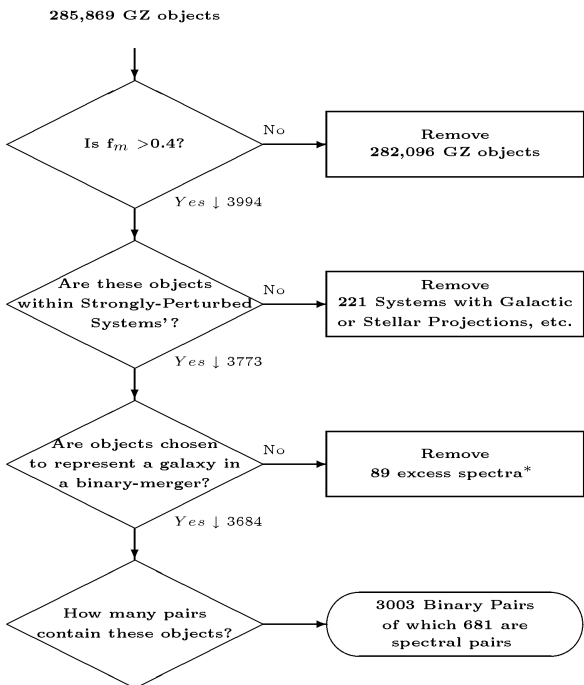 285,869 GZ objects
Is fₘ >0.4?
No
Remove
282,096 GZ objects
Yes ↓ 3994
Are these objects
within Strongly-Perturbed
Systems'?
No
Remove
221 Systems with Galactic
or Stellar Projections, etc.
Yes ↓ 3773
Are objects chosen
to represent a galaxy in
a binary-merger?
No
Remove
89 excess spectra*
Yes ↓ 3684
How many pairs
contain these objects?
3003 Binary Pairs
of which 681 are
spectral pairs